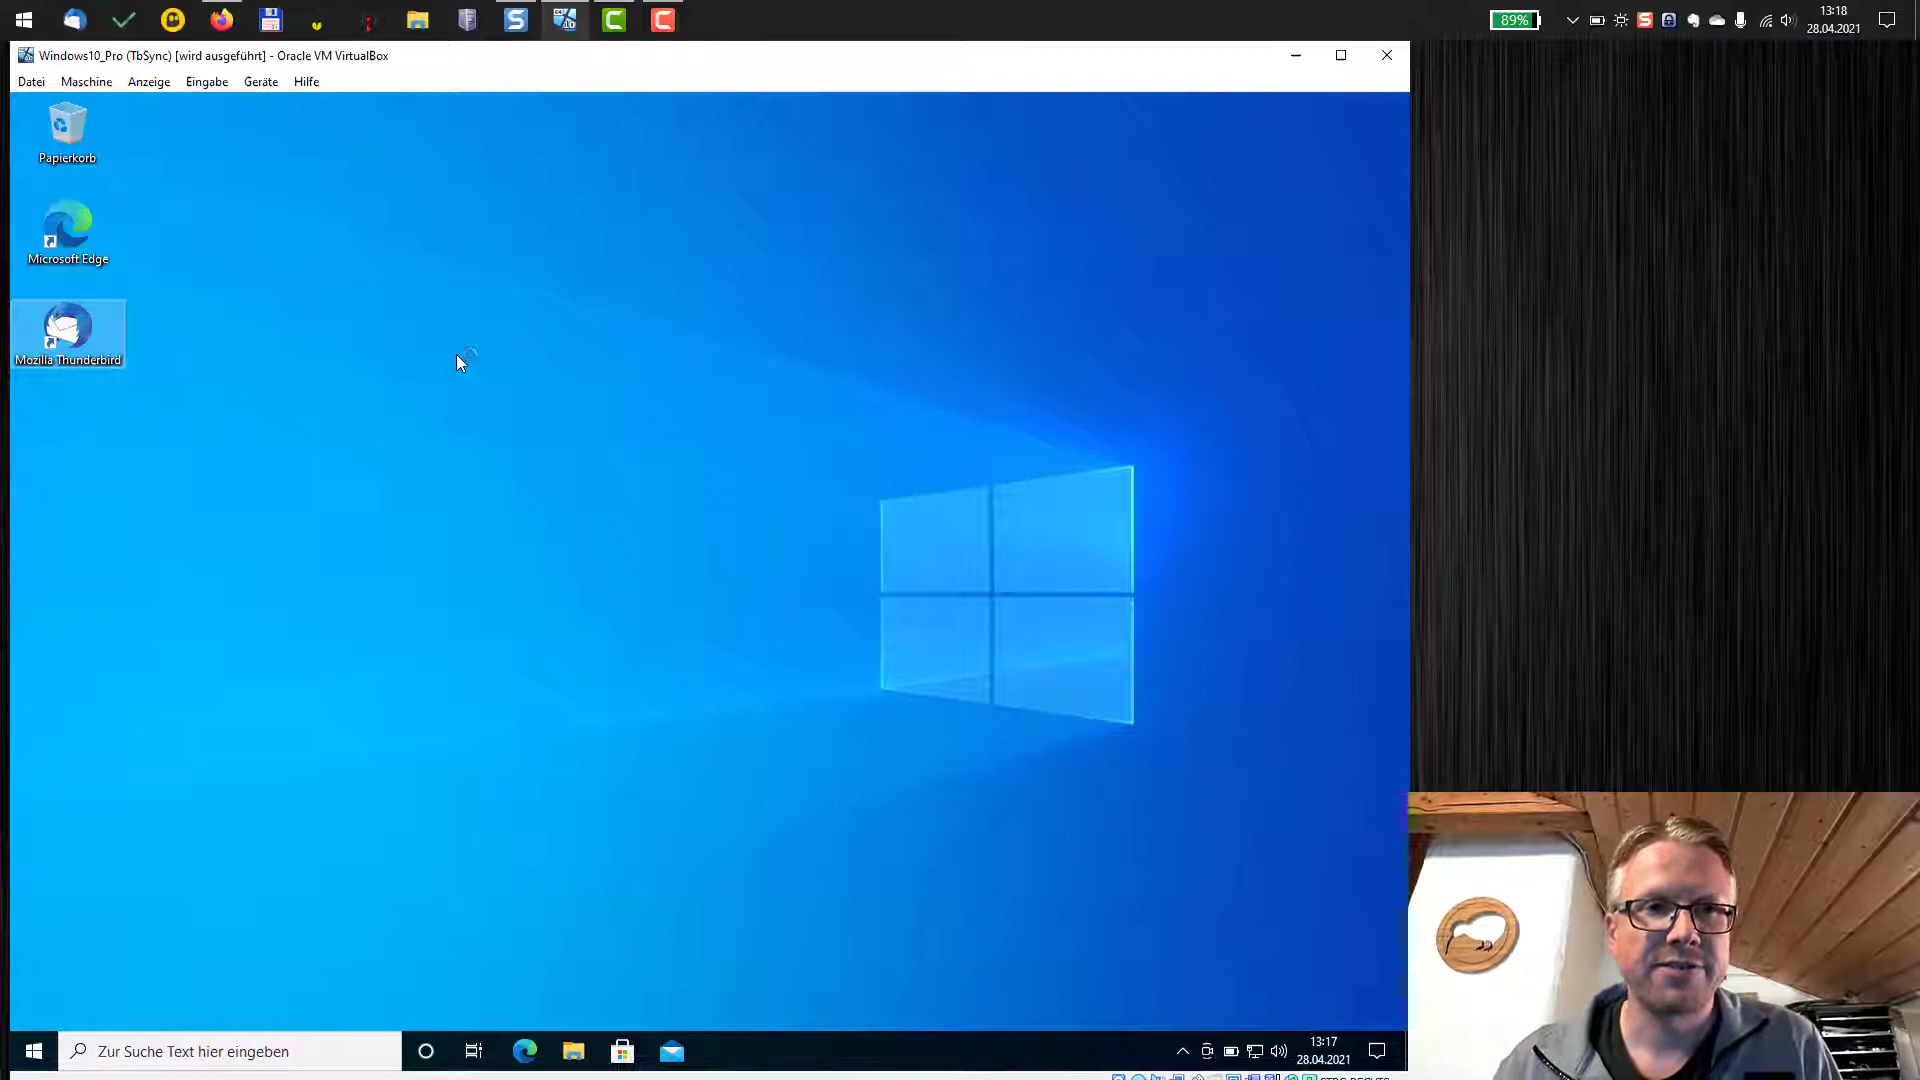 89%
13:18
28.04.2021
Windows10_Pro (TbSync) [wird ausgeführt] - Oracle VM VirtualBox
Datei Maschine Anzeige Eingabe Geräte Hilfe
Papierkorb
Microsoft Edge
Mozilla Thunderbird
Zur Suche Text hier eingeben
13:17
28.04.2021